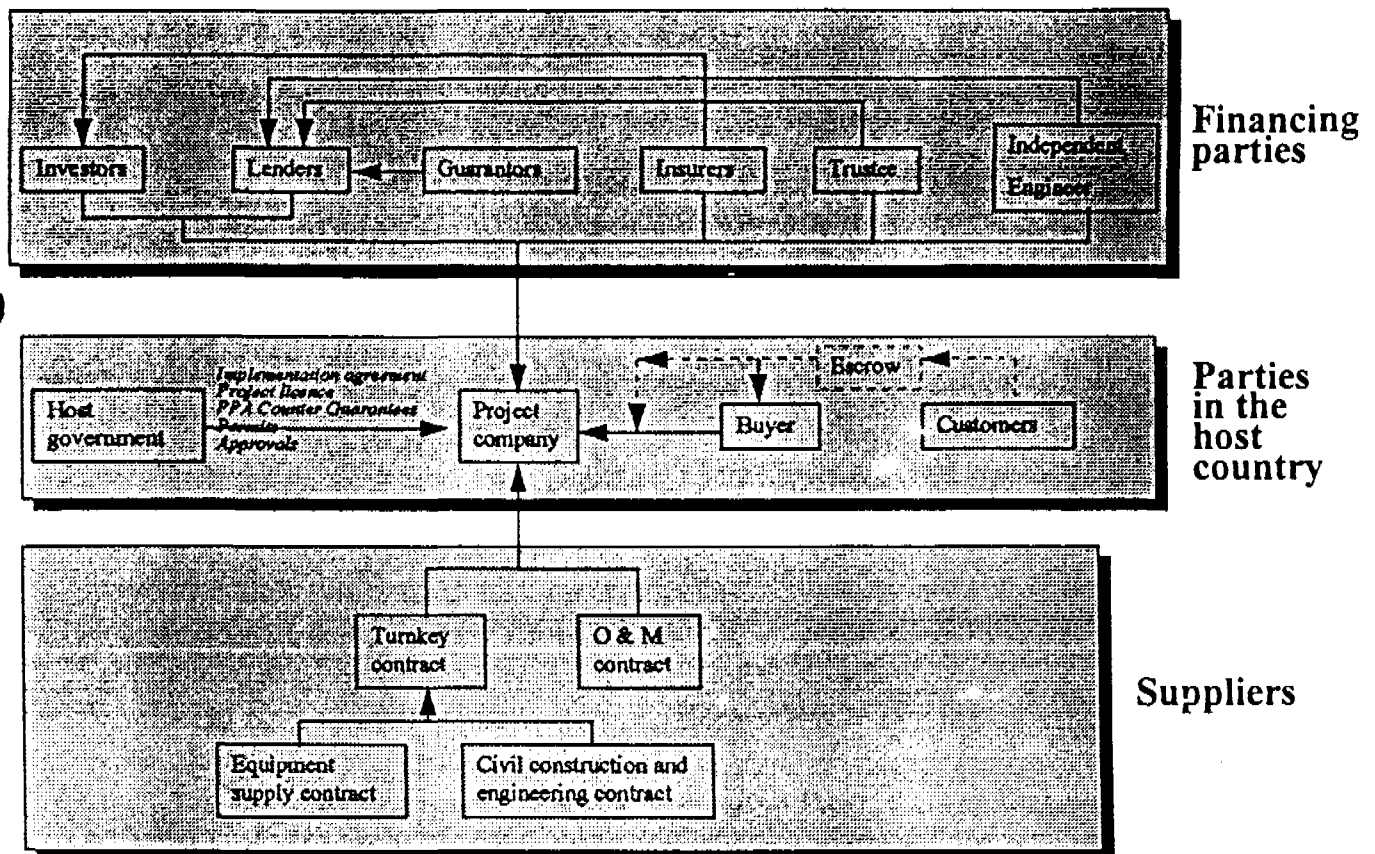 Financing
parties
Investors
Lenders
Guarantors
Insurers
Trustee
Independent
Engineer
Parties
in the
host
country
Host
government
Implementation agreement
Project licence
PPA Counter Guarantees
Permits
Approvals
Project
company
Escrow
Buyer
Customers
Suppliers
Turnkey
contract
O & M
contract
Equipment
supply contract
Civil construction and
engineering contract